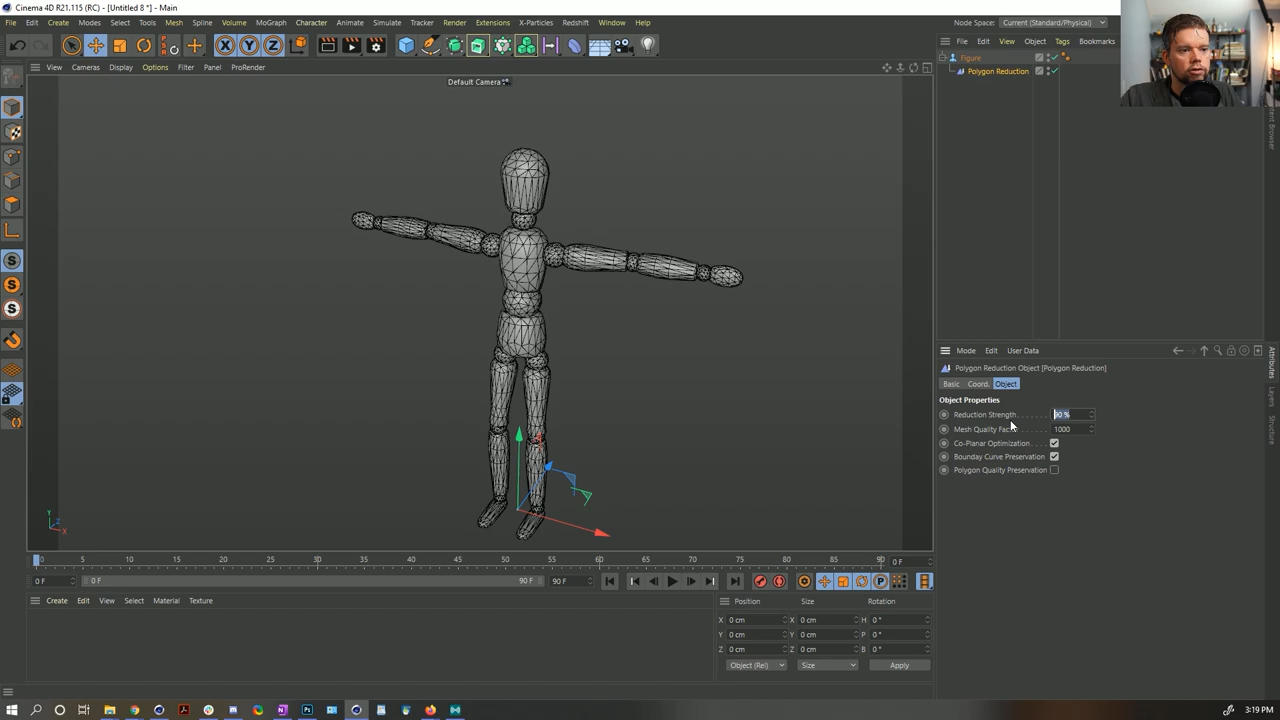 Cinema 4D R21.115 (RC) - [Untitled 8 *] - Main
File Edit Create Modes Select Tools Mesh Spline Volume MoGraph Character Animate Simulate Tracker Render Extensions X-Particles Redshift Window Help
Node Space: Current (Standard/Physical)
File Edit View Object Tags Bookmarks
View Cameras Display Options Filter Panel ProRender
Default Camera
Figure
Polygon Reduction
Content Browser
X Y Z
P S R
Mode Edit User Data
Polygon Reduction Object [Polygon Reduction]
Basic Coord. Object
Object Properties
Reduction Strength 90 %
Mesh Quality 1000
Co-Planar Optimization
Bounday Curve Preservation
Polygon Quality Preservation
Attributes
Layers
Structure
Y
Z
X
0 5 10 15 20 25 30 35 40 45 50 55 60 65 70 75 80 85 90 0 F
0 F 0 F 90 F 90 F
Create Edit View Select Material Texture
Position Size Rotation
X 0 cm X 0 cm H 0 °
Y 0 cm Y 0 cm P 0 °
Z 0 cm Z 0 cm B 0 °
Object (Rel) Size Apply
3:19 PM